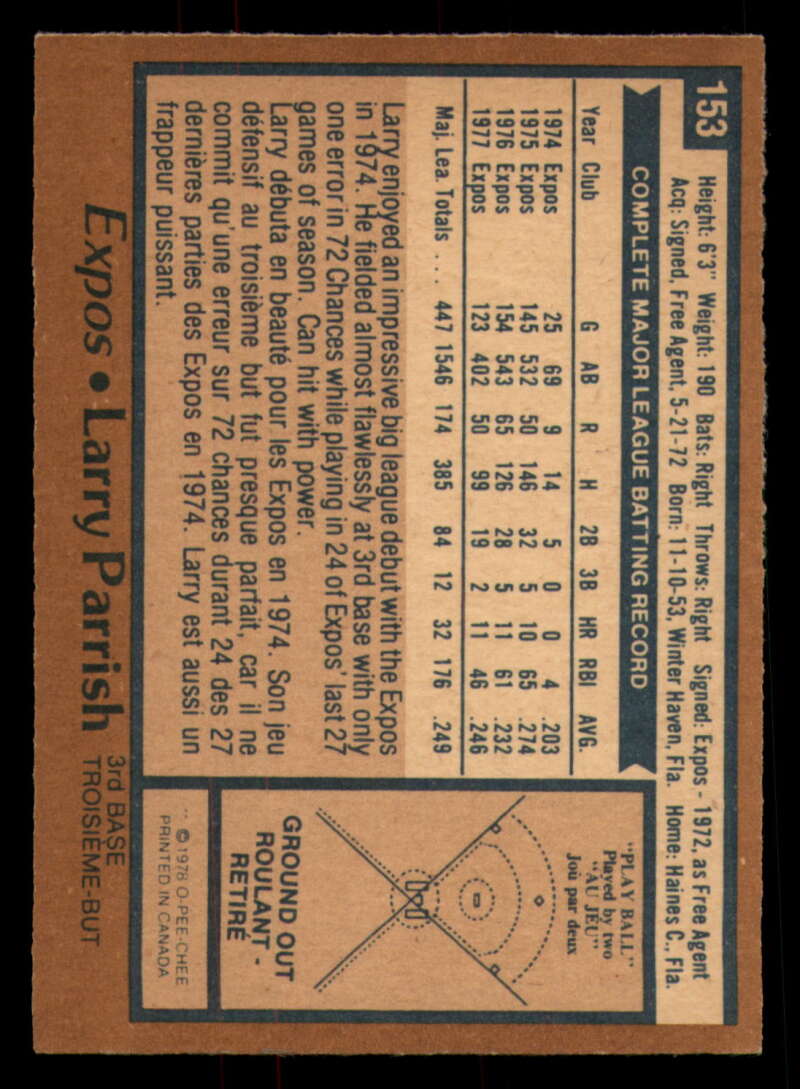 153
Height: 6'3" Weight: 190 Bats: Right Throws: Right Signed: Expos - 1972, as Free Agent
Acq: Signed, Free Agent, 5-21-72 Born: 11-10-53, Winter Haven, Fla. Home: Haines C., Fla.
COMPLETE MAJOR LEAGUE BATTING RECORD
Year Club G AB R H 2B 3B HR RBI AVG.
1974 Expos 25 69 9 14 5 0 0 4 .203
1975 Expos 145 532 50 146 32 5 10 65 .274
1976 Expos 154 543 65 126 28 5 11 61 .232
1977 Expos 123 402 50 99 19 2 11 46 .246
Maj. Lea. Totals ... 447 1546 174 385 84 12 32 176 .249
Larry enjoyed an impressive big league debut with the Expos
in 1974. He fielded almost flawlessly at 3rd base with only
one error in 72 Chances while playing in 24 of Expos' last 27
games of season. Can hit with power.
Larry débuta en beauté pour les Expos en 1974. Son jeu
défensif au troisième but fut presque parfait, car il ne
commit qu'une erreur sur 72 chances durant 24 des 27
dernières parties des Expos en 1974. Larry est aussi un
frappeur puissant.
"PLAY BALL"
Played by two
"AU JEU"
Joù par deux
GROUND OUT
ROULANT -
RETIRÉ
** © 1978 O-PEE-CHEE
PRINTED IN CANADA
Expos • Larry Parrish
3rd BASE
TROISIEME-BUT